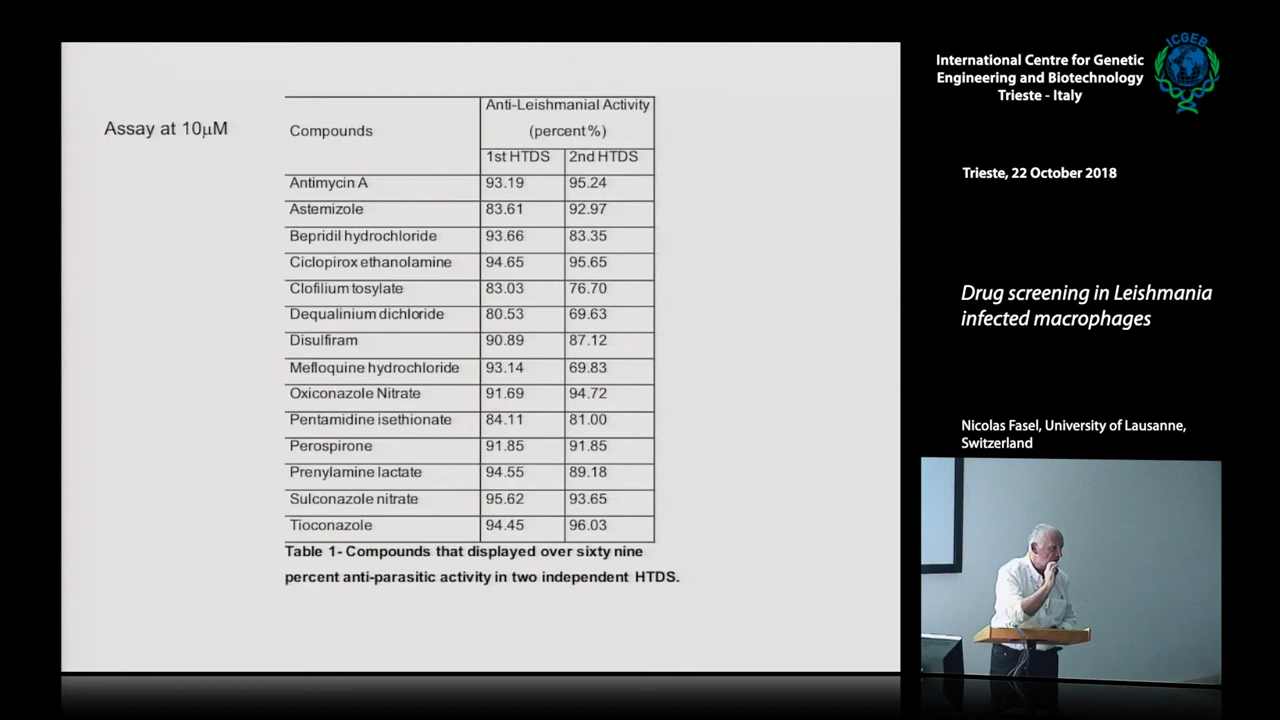 Assay at 10µM
Compounds
Anti-Leishmanial Activity
(percent %)
1st HTDS 2nd HTDS
Antimycin A 93.19 95.24
Astemizole 83.61 92.97
Bepridil hydrochloride 93.66 83.35
Ciclopirox ethanolamine 94.65 95.65
Clofilium tosylate 83.03 76.70
Dequalinium dichloride 80.53 69.63
Disulfiram 90.89 87.12
Mefloquine hydrochloride 93.14 69.83
Oxiconazole Nitrate 91.69 94.72
Pentamidine isethionate 84.11 81.00
Perospirone 91.85 91.85
Prenylamine lactate 94.55 89.18
Sulconazole nitrate 95.62 93.65
Tioconazole 94.45 96.03
Table 1- Compounds that displayed over sixty nine
percent anti-parasitic activity in two independent HTDS.
International Centre for Genetic
Engineering and Biotechnology
Trieste - Italy
ICGEB
Trieste, 22 October 2018
Drug screening in Leishmania
infected macrophages
Nicolas Fasel, University of Lausanne,
Switzerland